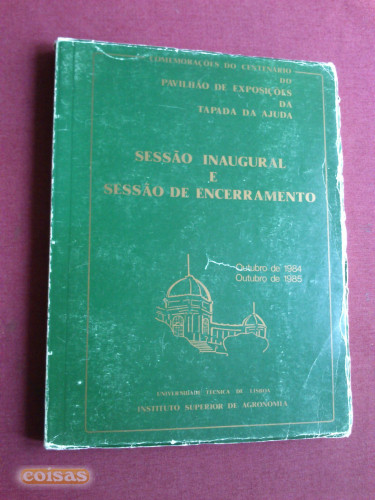 COMEMORAÇÕES DO CENTENÁRIO
DO
PAVILHÃO DE EXPOSIÇÕES
DA
TAPADA DA AJUDA
SESSÃO INAUGURAL
E
SESSÃO DE ENCERRAMENTO
Outubro de 1984
Outubro de 1985
UNIVERSIDADE TÉCNICA DE LISBOA
INSTITUTO SUPERIOR DE AGRONOMIA
coisas